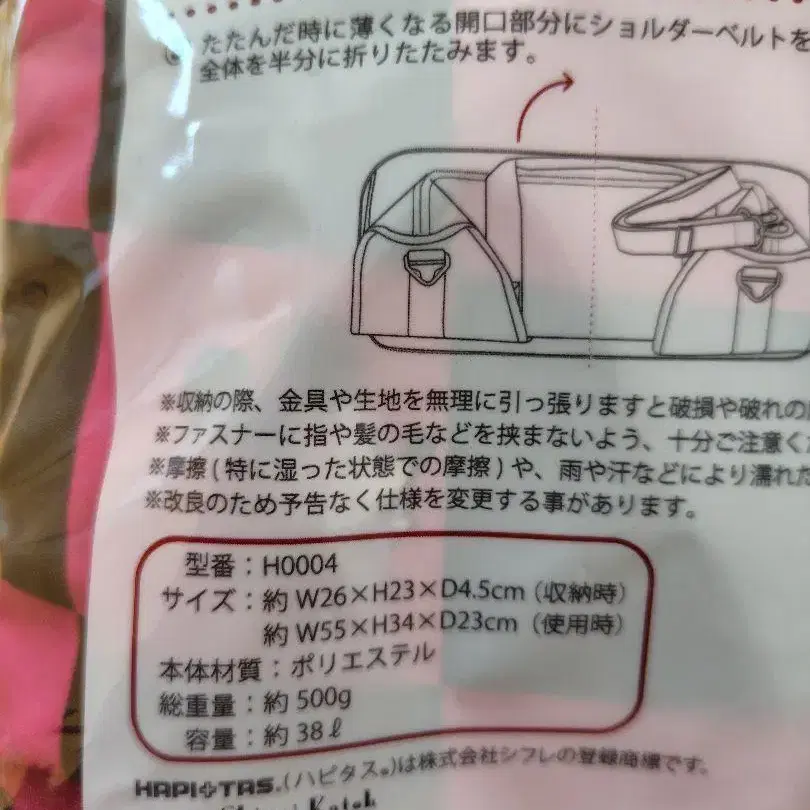 たたんだ時に薄くなる開口部分にショルダーベルトを
全体を半分に折りたたみます。
※収納の際、金具や生地を無理に引っ張りますと破損や破れの
※ファスナーに指や髪の毛などを挟まないよう、十分ご注意くだ
※摩擦(特に湿った状態での摩擦)や、雨や汗などにより濡れた
※改良のため予告なく仕様を変更する事があります。
型番：H0004
サイズ：約 W26×H23×D4.5cm（収納時）
約 W55×H34×D23cm（使用時）
本体材質：ポリエステル
総重量：約 500g
容量：約 38ℓ
HAPI+TAS.(ハピタス®)は株式会社シフレの登録商標です。